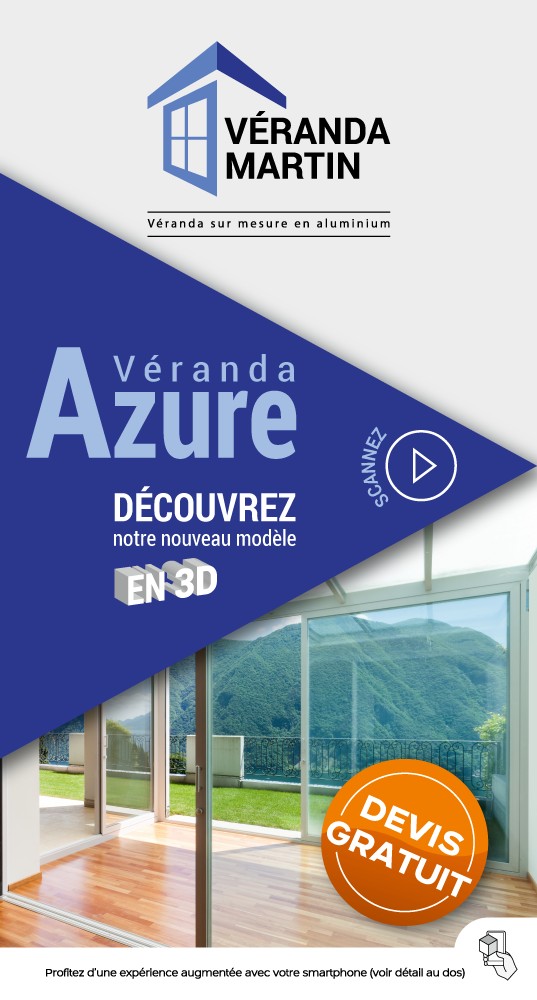 VÉRANDA
MARTIN
Véranda sur mesure en aluminium
Véranda
Azure
SCANNEZ
DÉCOUVREZ
notre nouveau modèle
EN 3D
DEVIS
GRATUIT
Profitez d'une expérience augmentée avec votre smartphone (voir détail au dos)